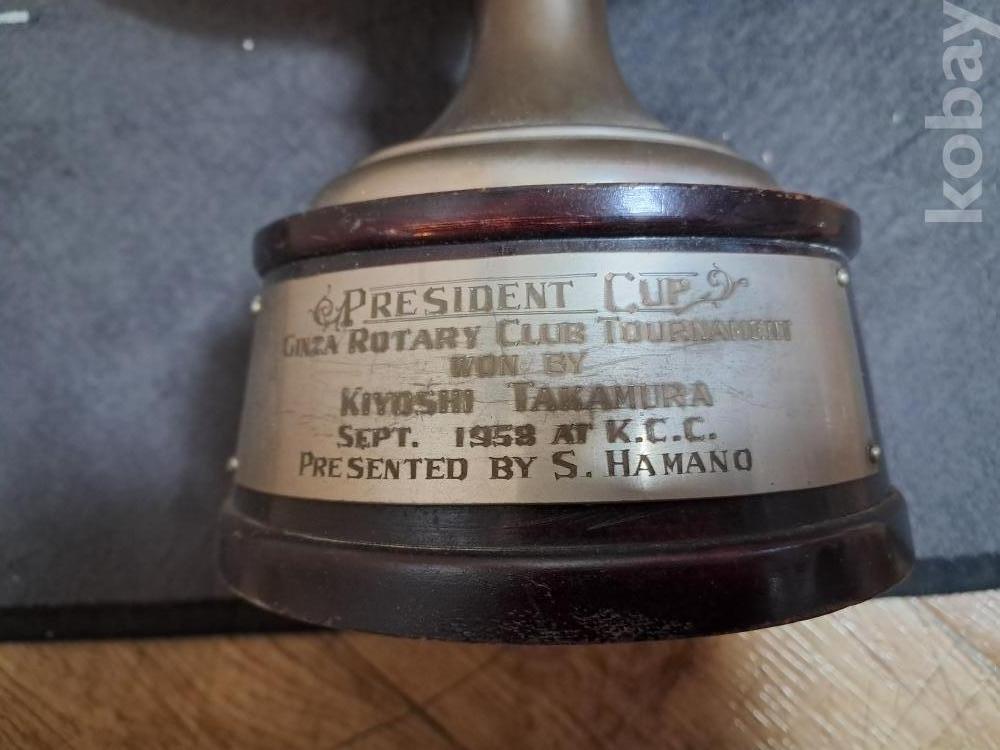 PRESIDENT CUP
GINZA ROTARY CLUB TOURNAMENT
WON BY
KIYOSHI TAKAMURA
SEPT. 1958 AT K.C.C.
PRESENTED BY S. HAMANO
kobay